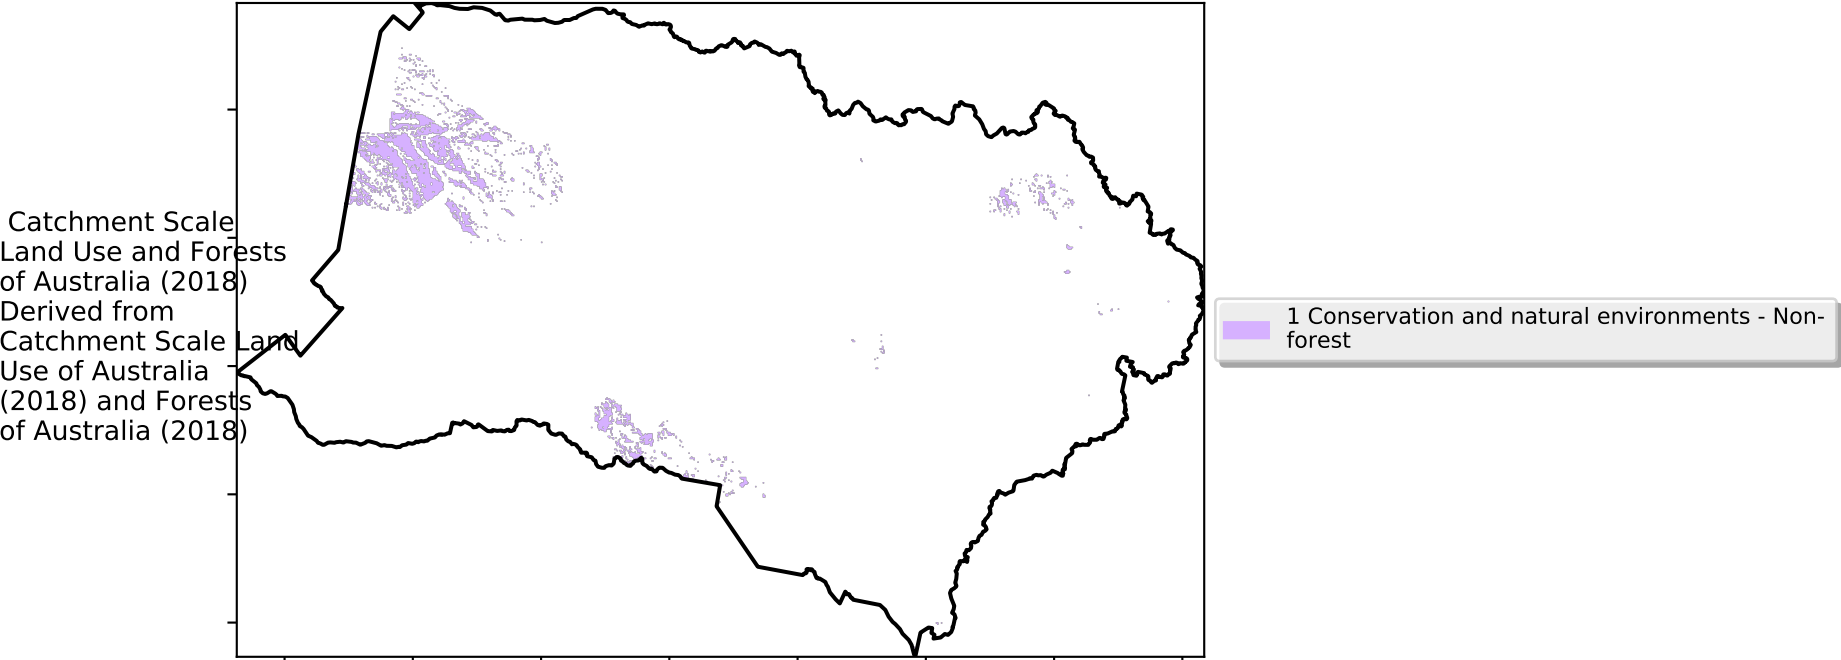 Catchment Scale
Land Use and Forests
of Australia (2018)
Derived from
Catchment Scale Land
Use of Australia
(2018) and Forests
of Australia (2018)
1 Conservation and natural environments - Non-
forest